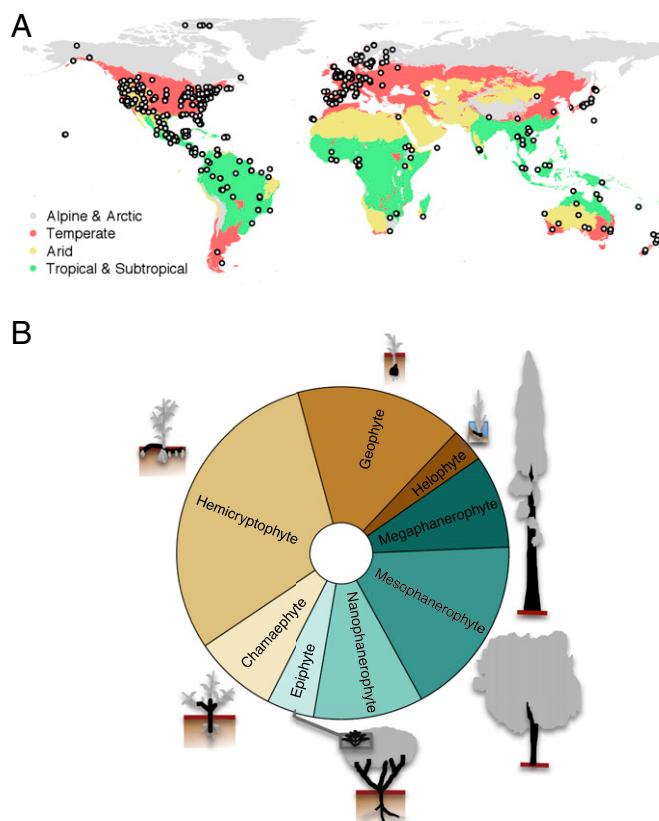 A
Alpine & Arctic
Temperate
Arid
Tropical & Subtropical
B
Geophyte
Helophyte
Megaphanerophyte
Mesophanerophyte
Nanophanerophyte
Epiphyte
Chamaephyte
Hemicryptophyte